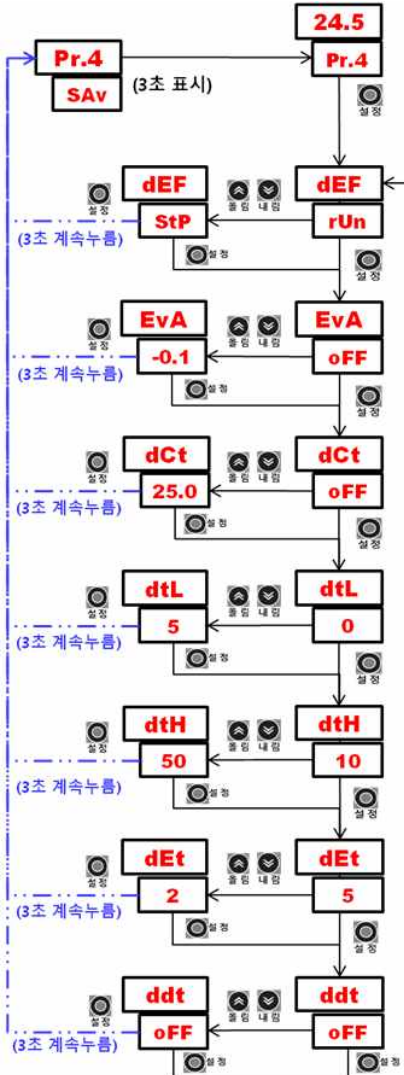 24.5
Pr.4
Pr.4
SAv
(3초 표시)
설정
dEF
dEF
설정
올림 내림
StP
rUn
(3초 계속누름)
설정
설정
EvA
EvA
설정
올림 내림
-0.1
oFF
(3초 계속누름)
설정
설정
dCt
dCt
설정
올림 내림
25.0
oFF
(3초 계속누름)
설정
설정
dtL
dtL
설정
올림 내림
5
0
(3초 계속누름)
설정
설정
dtH
dtH
설정
올림 내림
50
10
(3초 계속누름)
설정
설정
dEt
dEt
설정
올림 내림
2
5
(3초 계속누름)
설정
설정
ddt
ddt
설정
올림 내림
oFF
oFF
(3초 계속누름)
설정
설정